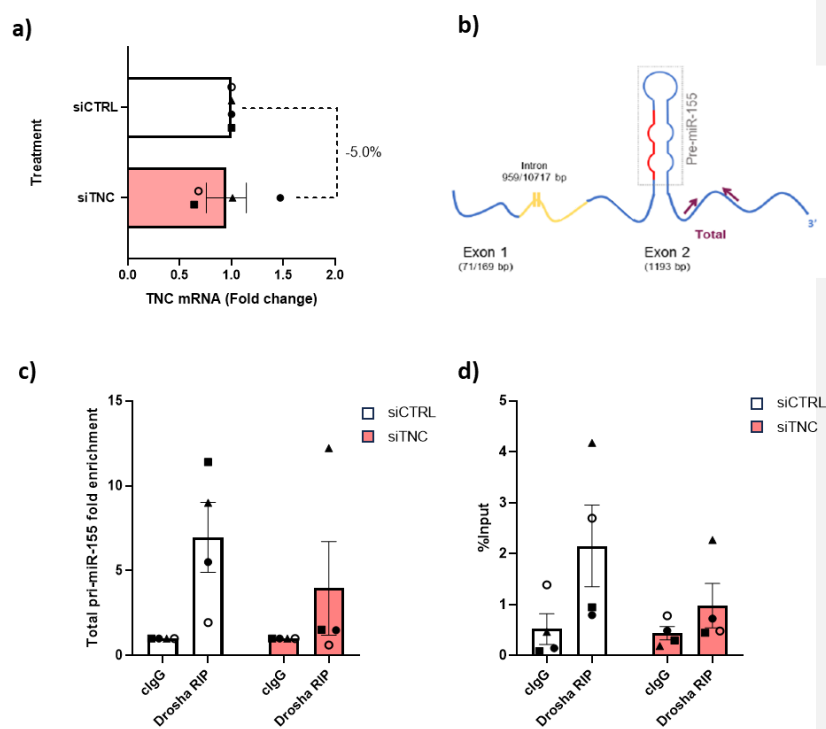 a)
Treatment
siCTRL
siTNC
-5.0%
0.0 0.5 1.0 1.5 2.0
TNC mRNA (Fold change)
b)
Pre-miR-155
Intron
959/10717 bp
Total
3'
Exon 1
(71/169 bp)
Exon 2
(1193 bp)
c)
Total pri-miR-155 fold enrichment
15
10
5
0
siCTRL
siTNC
cIgG
Drosha RIP
cIgG
Drosha RIP
d)
%Input
5
4
3
2
1
0
siCTRL
siTNC
cIgG
Drosha RIP
cIgG
Drosha RIP